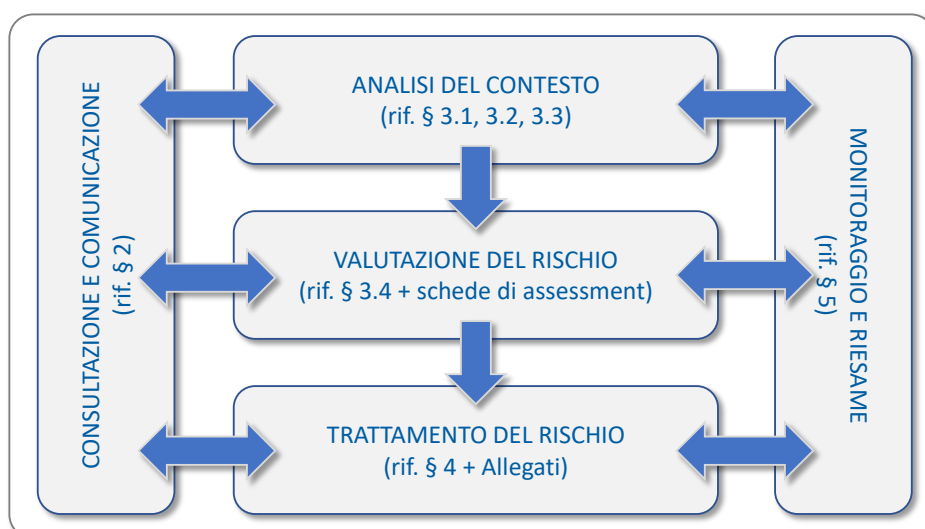 CONSULTAZIONE E COMUNICAZIONE
(rif. § 2)
ANALISI DEL CONTESTO
(rif. § 3.1, 3.2, 3.3)
VALUTAZIONE DEL RISCHIO
(rif. § 3.4 + schede di assessment)
TRATTAMENTO DEL RISCHIO
(rif. § 4 + Allegati)
MONITORAGGIO E RIESAME
(rif. § 5)